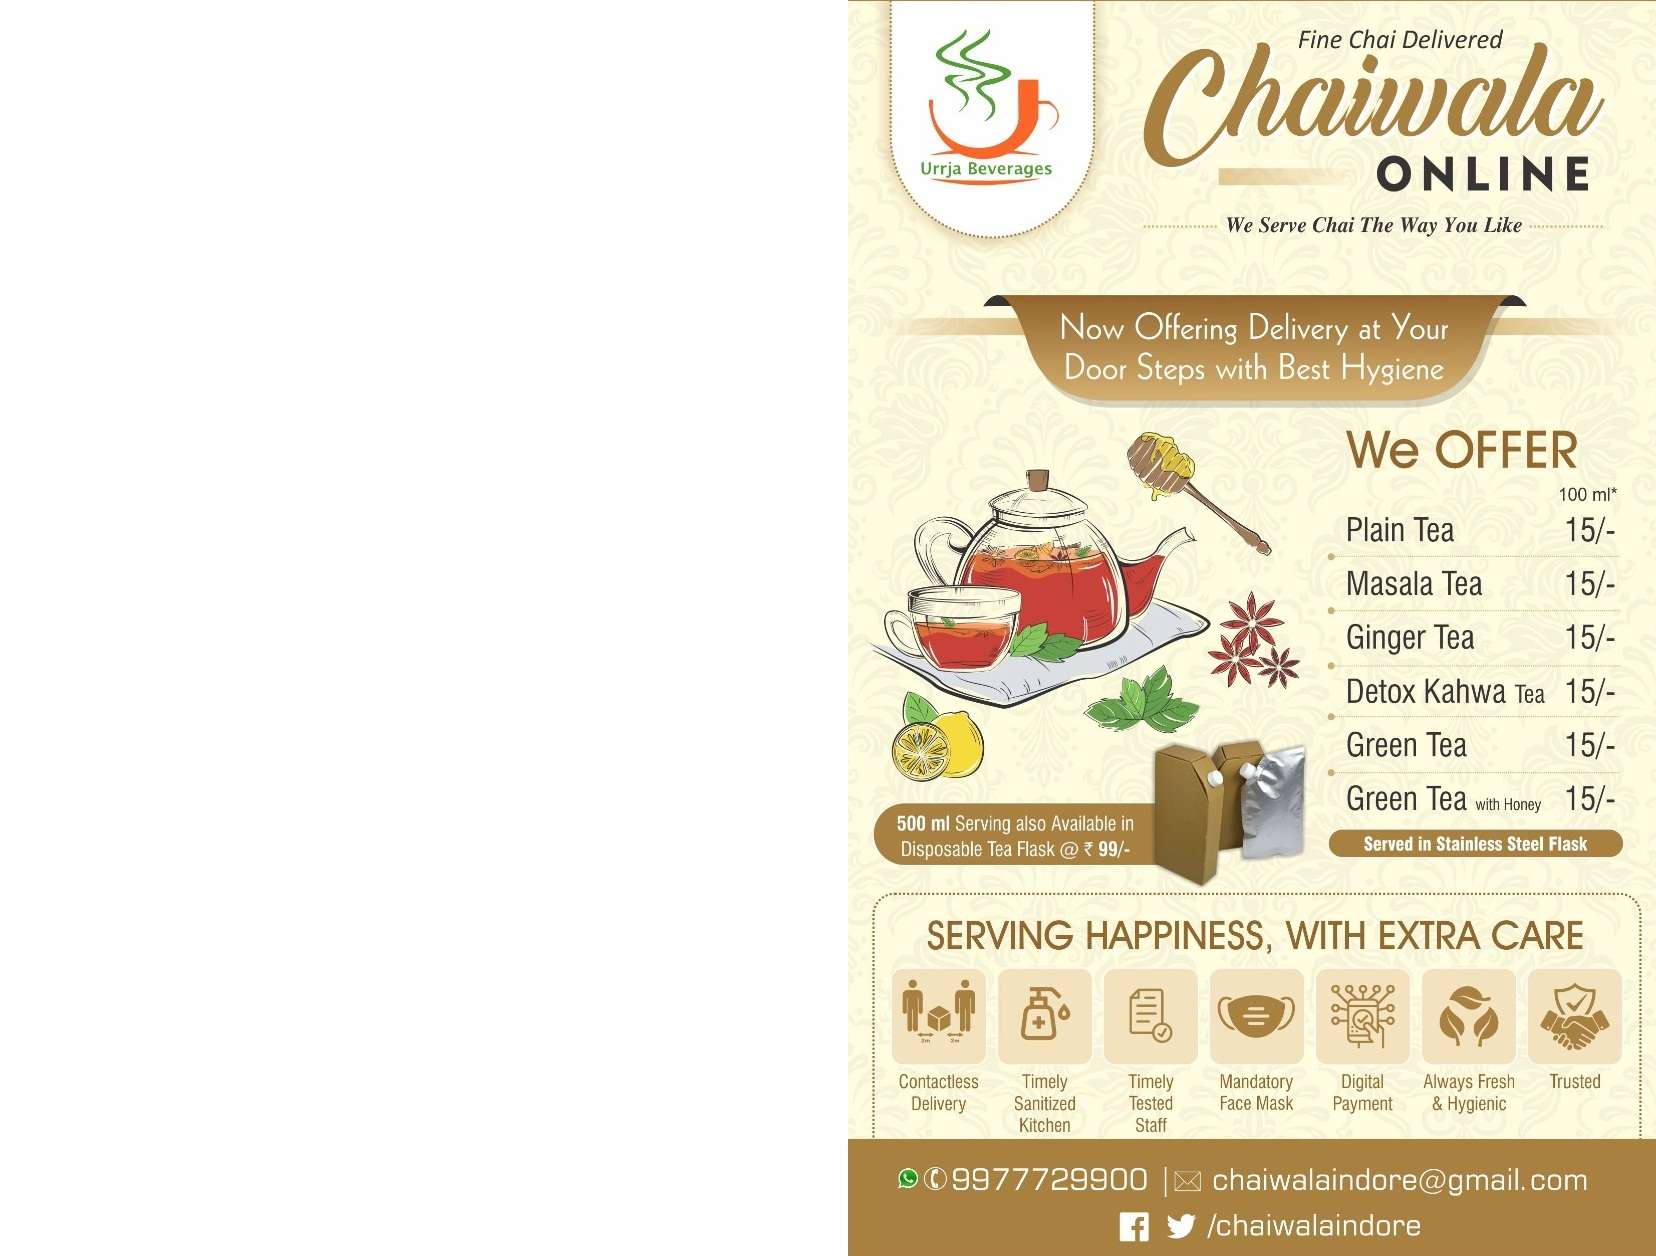 Urrja Beverages
Fine Chai Delivered
Chaiwala
ONLINE
We Serve Chai The Way You Like
Now Offering Delivery at Your
Door Steps with Best Hygiene
We OFFER
100 ml*
Plain Tea 15/-
Masala Tea 15/-
Ginger Tea 15/-
Detox Kahwa Tea 15/-
Green Tea 15/-
Green Tea with Honey 15/-
Served in Stainless Steel Flask
500 ml Serving also Available in
Disposable Tea Flask @ ₹ 99/-
SERVING HAPPINESS, WITH EXTRA CARE
2m 2m
Contactless
Delivery
Timely
Sanitized
Kitchen
Timely
Tested
Staff
Mandatory
Face Mask
Digital
Payment
Always Fresh
& Hygienic
Trusted
9977729900 | chaiwalaindore@gmail.com
/chaiwalaindore